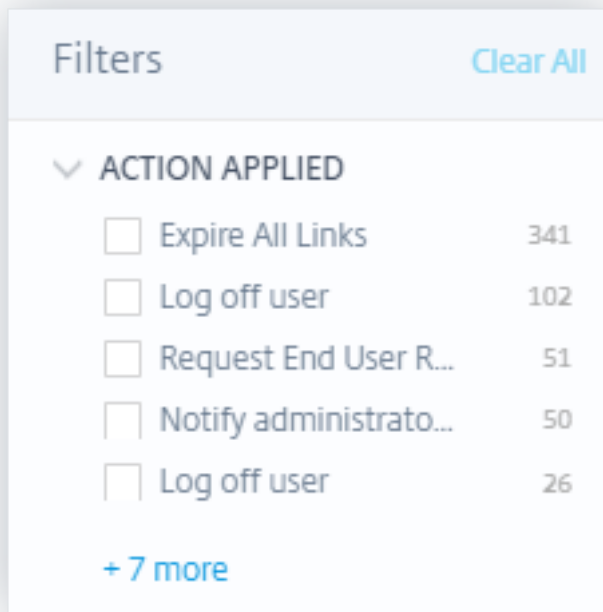 Filters Clear All
ACTION APPLIED
Expire All Links 341
Log off user 102
Request End User R... 51
Notify administrato... 50
Log off user 26
+ 7 more